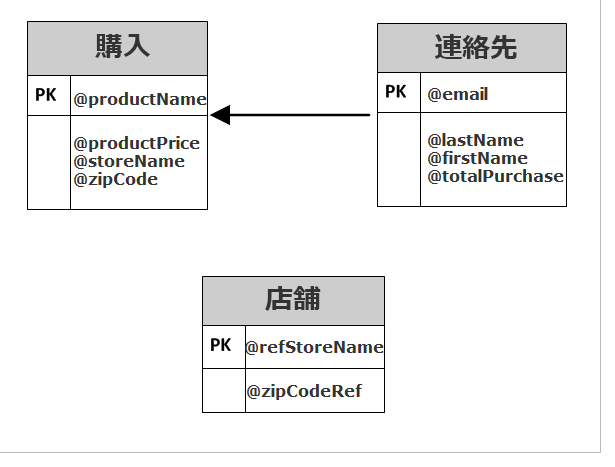 購入
PK
@productName
@productPrice
@storeName
@zipCode
連絡先
PK
@email
@lastName
@firstName
@totalPurchase
店舗
PK
@refStoreName
@zipCodeRef